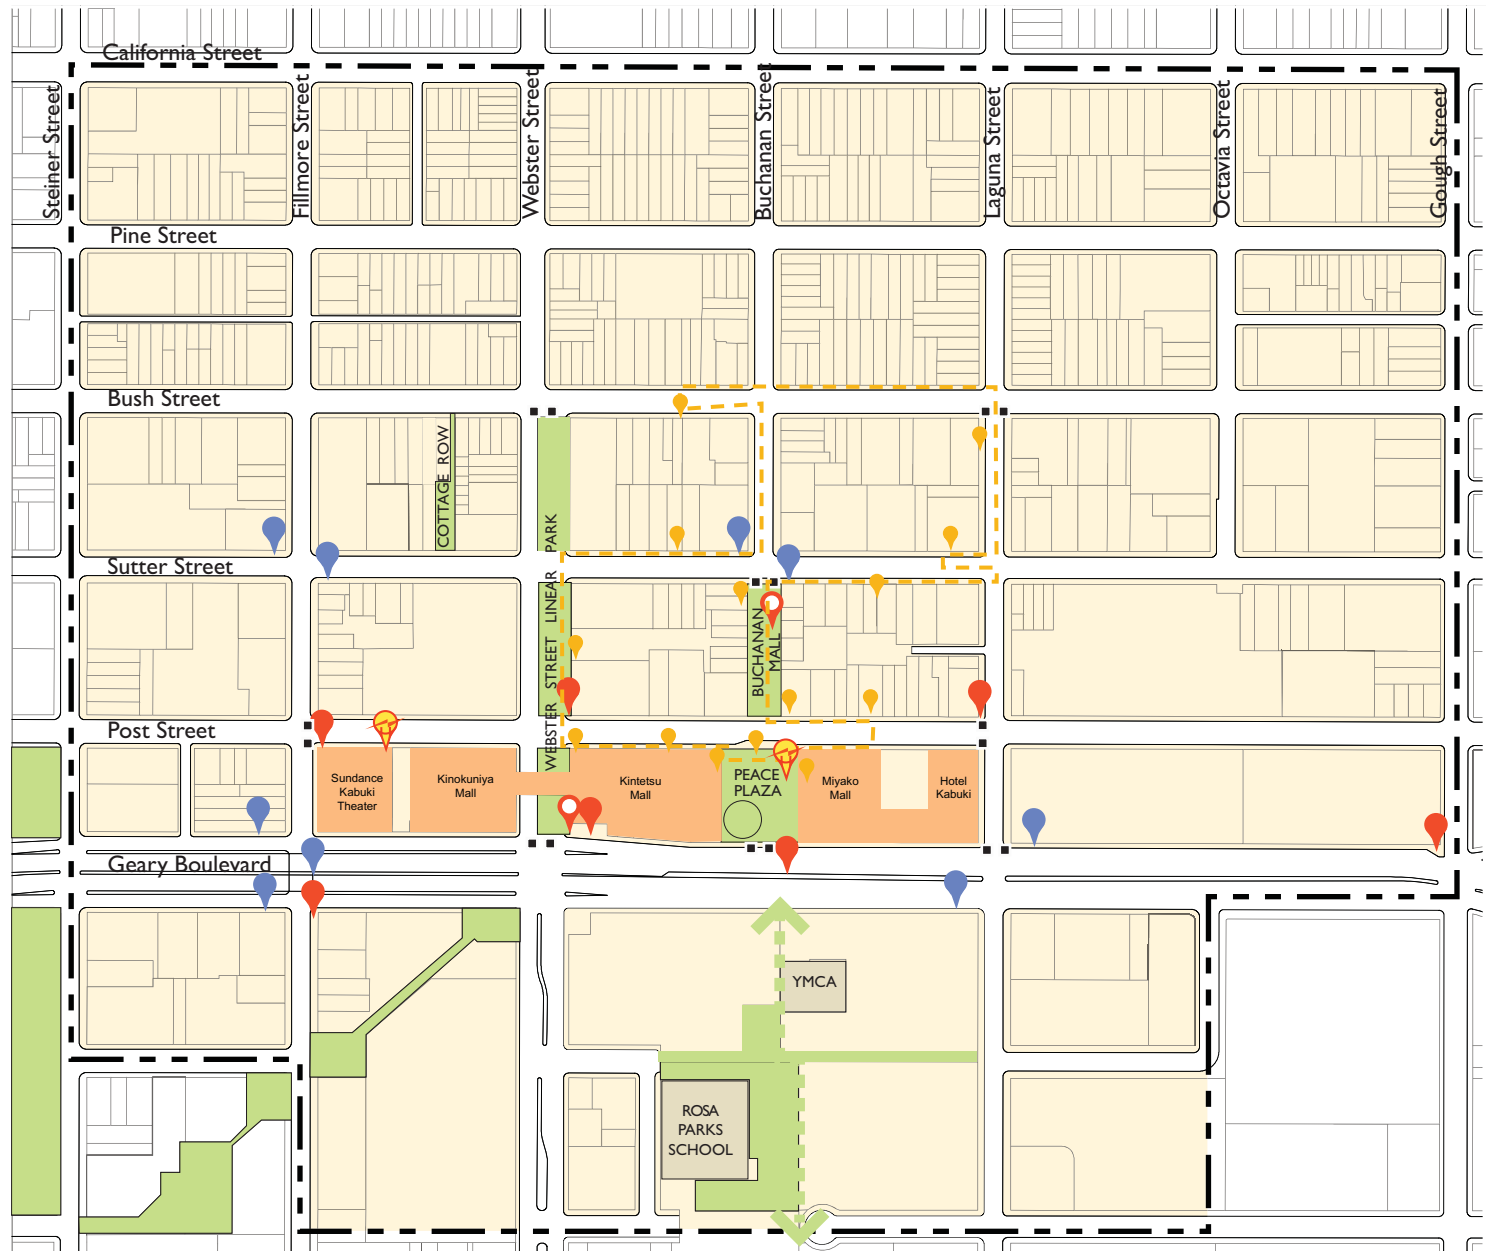 California Street
Steiner Street
Fillmore Street
Webster Street
Buchanan Street
Laguna Street
Octavia Street
Gough Street
Pine Street
Bush Street
COTTAGE ROW
WEBSTER STREET LINEAR PARK
Sutter Street
BUCHANAN
MALL
Post Street
Sundance
Kabuki
Theater
Kinokuniya
Mall
Kintetsu
Mall
PEACE
PLAZA
Miyako
Mall
Hotel
Kabuki
Geary Boulevard
YMCA
ROSA
PARKS
SCHOOL